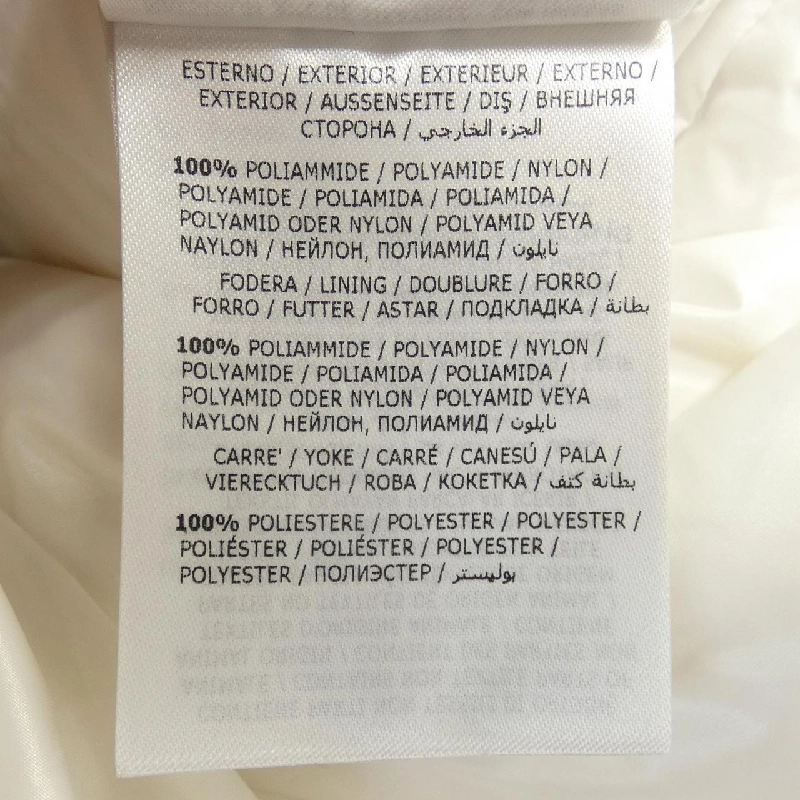 ESTERNO / EXTERIOR / EXTERIEUR / EXTERNO /
EXTERIOR / AUSSENSEITE / DIŞ / ВНЕШНЯЯ
СТОРОНА / الجزء الخارجي
100% POLIAMMIDE / POLYAMIDE / NYLON /
POLYAMIDE / POLIAMIDA / POLIAMIDA /
POLYAMID ODER NYLON / POLYAMID VEYA
NAYLON / НЕЙЛОН, ПОЛИАМИД / نايلون
FODERA / LINING / DOUBLURE / FORRO /
FORRO / FUTTER / ASTAR / ПОДКЛАДКА / بطانة
100% POLIAMMIDE / POLYAMIDE / NYLON /
POLYAMIDE / POLIAMIDA / POLIAMIDA /
POLYAMID ODER NYLON / POLYAMID VEYA
NAYLON / НЕЙЛОН, ПОЛИАМИД / نايلون
CARRE' / YOKE / CARRÉ / CANESÚ / PALA /
VIERECKTUCH / ROBA / КОКЕТКА / بطانة كتف
100% POLIESTERE / POLYESTER / POLYESTER /
POLIÉSTER / POLIÉSTER / POLYESTER /
POLYESTER / ПОЛИЭСТЕР / بوليستر